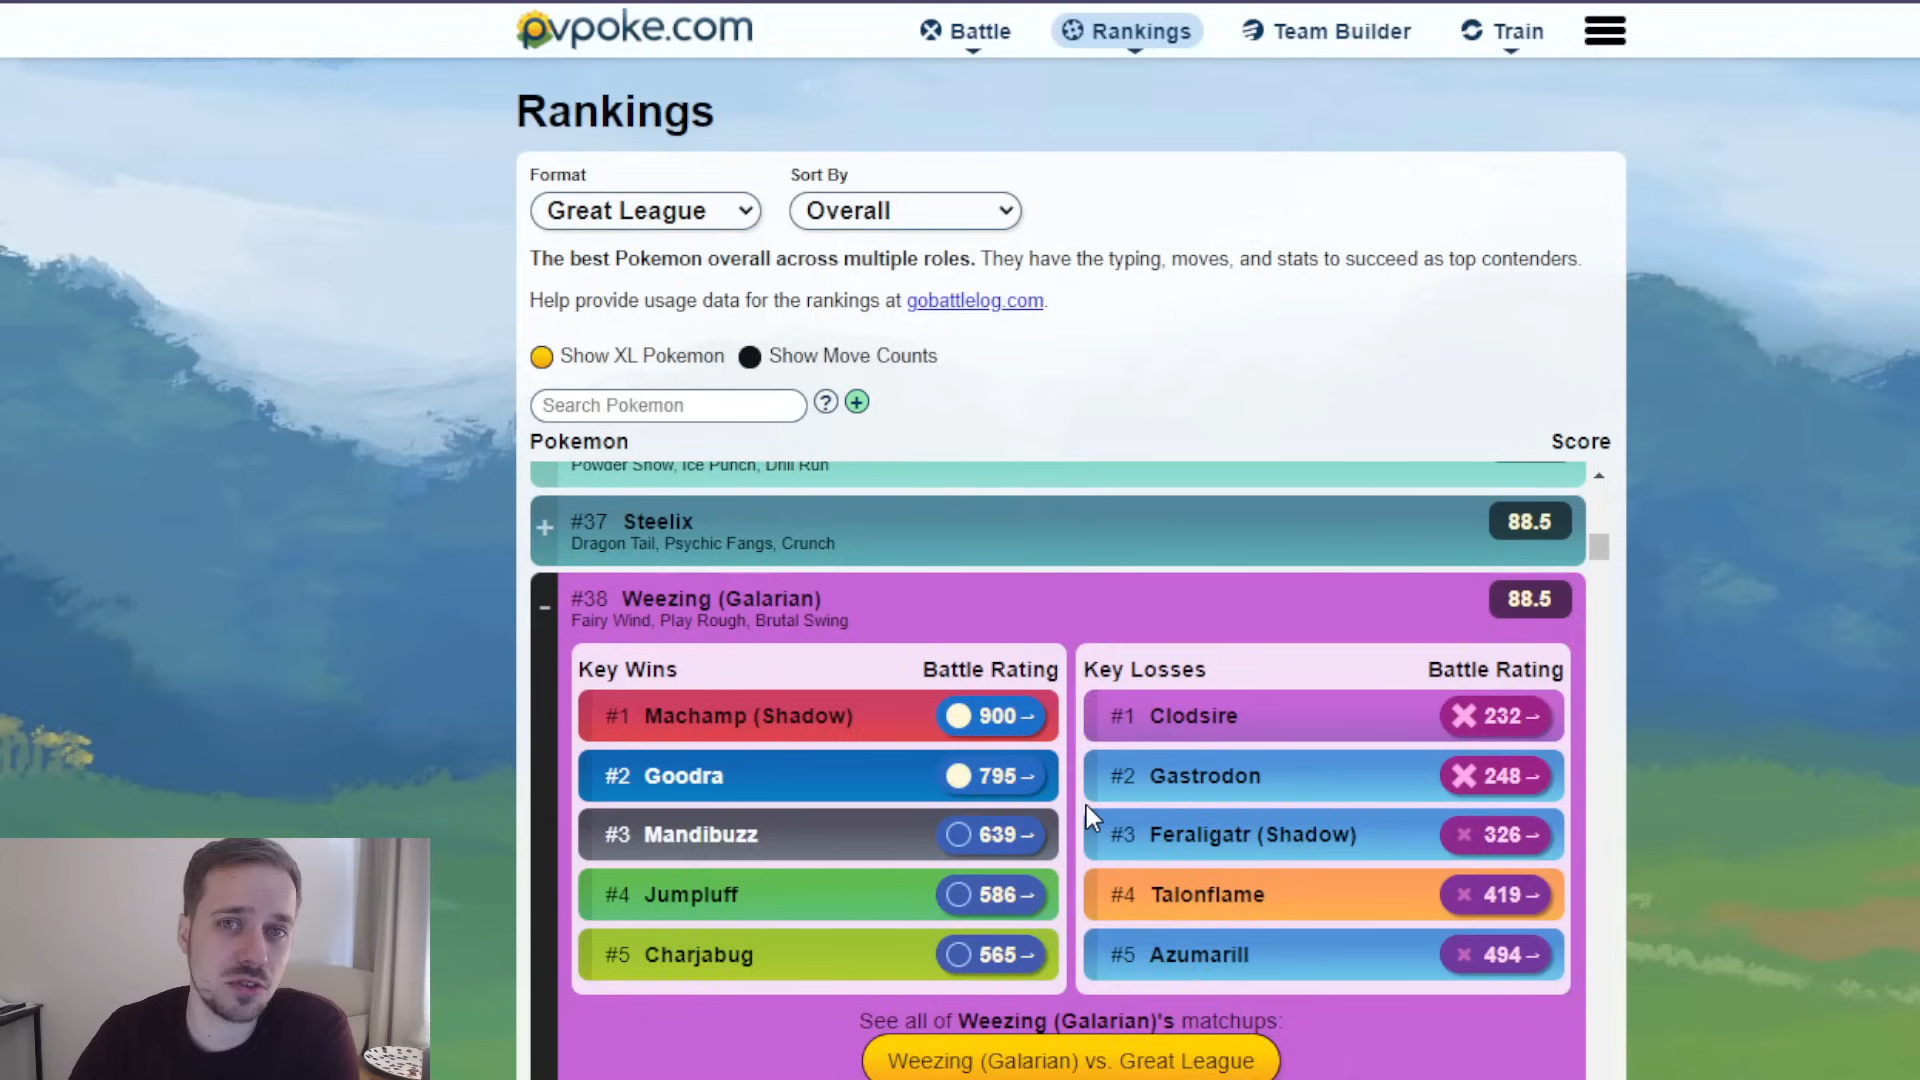 pvpoke.com
Battle
Rankings
Team Builder
Train
Rankings
Format
Sort By
Great League
Overall
The best Pokemon overall across multiple roles. They have the typing, moves, and stats to succeed as top contenders.
Help provide usage data for the rankings at gobattlelog.com.
Show XL Pokemon
Show Move Counts
Search Pokemon
?
+
Pokemon
Score
Powder Snow, Ice Punch, Drill Run
+
#37 Steelix
88.5
Dragon Tail, Psychic Fangs, Crunch
-
#38 Weezing (Galarian)
88.5
Fairy Wind, Play Rough, Brutal Swing
Key Wins
Battle Rating
#1 Machamp (Shadow)
900
#2 Goodra
795
#3 Mandibuzz
639
#4 Jumpluff
586
#5 Charjabug
565
Key Losses
Battle Rating
#1 Clodsire
232
#2 Gastrodon
248
#3 Feraligatr (Shadow)
326
#4 Talonflame
419
#5 Azumarill
494
See all of Weezing (Galarian)'s matchups:
Weezing (Galarian) vs. Great League